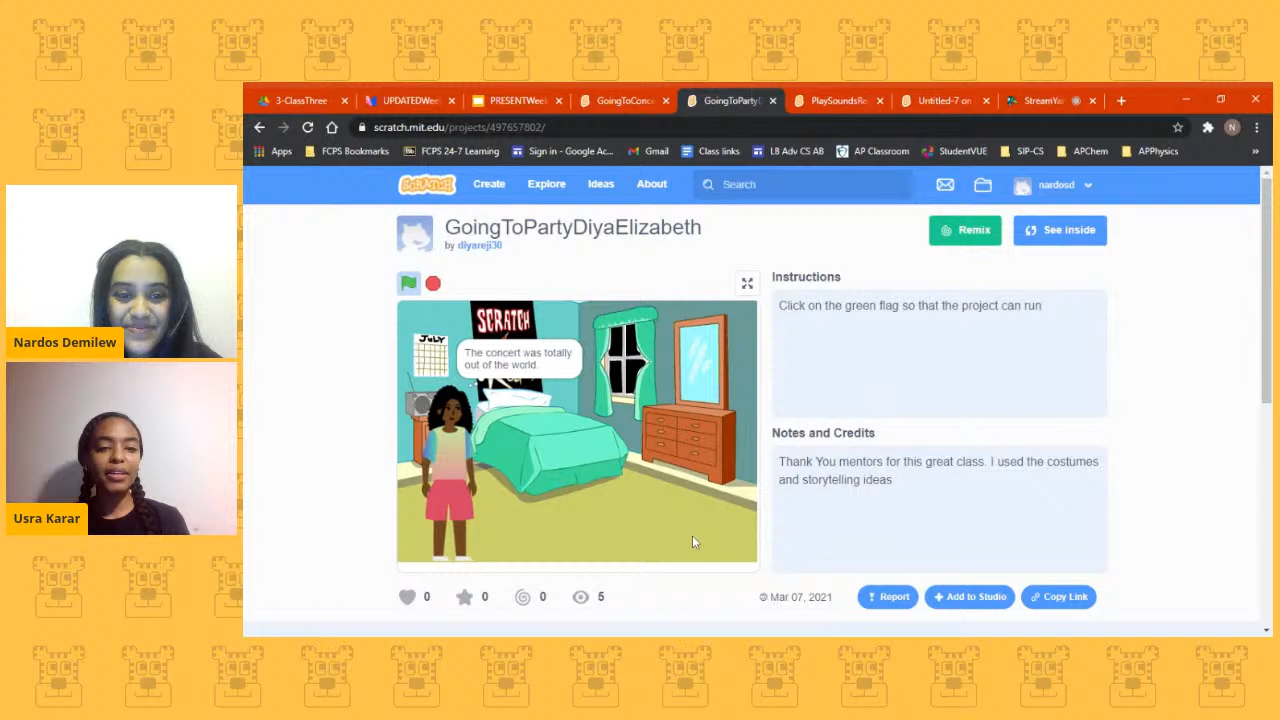 3-ClassThree
UPDATEDWee
PRESENTWeek
GoingToConce
GoingToPartyD
PlaySoundsRe
Untitled-7 on
StreamYar
scratch.mit.edu/projects/497657802/
N
Apps
FCPS Bookmarks
FCPS 24-7 Learning
Sign in - Google Ac...
Gmail
Class links
LB Adv CS AB
AP Classroom
StudentVUE
SIP-CS
APChem
APPhysics
»
SCRATCH
Create
Explore
Ideas
About
Search
nardosd
GoingToPartyDiyaElizabeth
by diyareji30
Remix
See inside
Instructions
Click on the green flag so that the project can run
SCRATCH
JULY
The concert was totally
out of the world.
Nardos Demilew
Notes and Credits
Thank You mentors for this great class. I used the costumes
and storytelling ideas
Usra Karar
0
0
0
5
© Mar 07, 2021
Report
Add to Studio
Copy Link